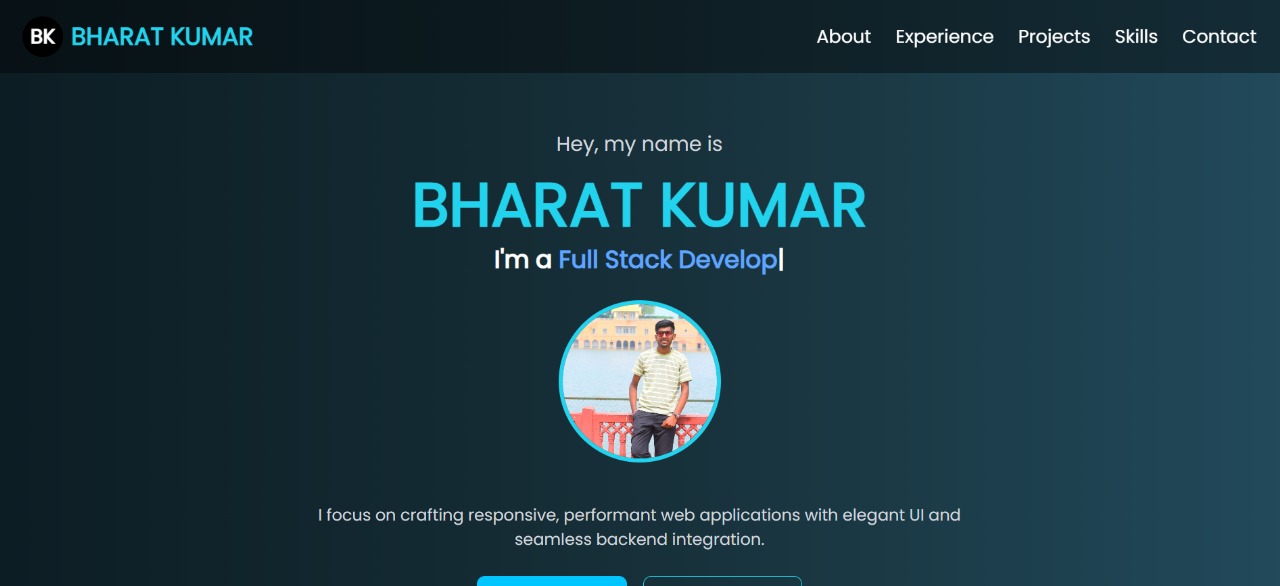 BK BHARAT KUMAR
About Experience Projects Skills Contact
Hey, my name is
BHARAT KUMAR
I'm a Full Stack Develop|
I focus on crafting responsive, performant web applications with elegant UI and
seamless backend integration.